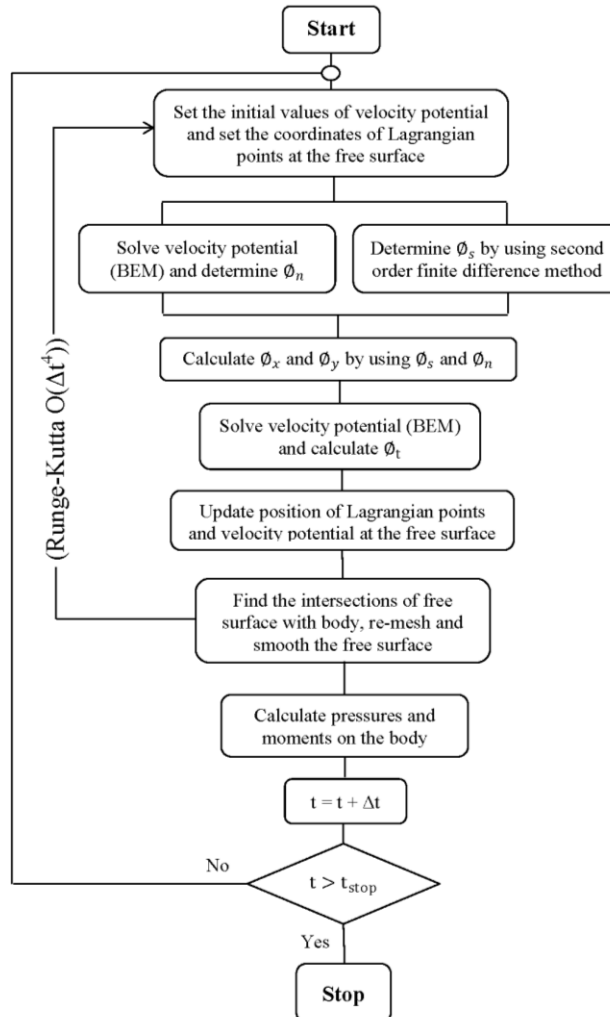 Start
Set the initial values of velocity potential
and set the coordinates of Lagrangian
points at the free surface
Solve velocity potential
(BEM) and determine ∅ₙ
Determine ∅ₛ by using second
order finite difference method
Calculate ∅ₓ and ∅_y by using ∅ₛ and ∅ₙ
(Runge-Kutta O(Δt⁴))
Solve velocity potential (BEM)
and calculate ∅ₜ
Update position of Lagrangian points
and velocity potential at the free surface
Find the intersections of free
surface with body, re-mesh and
smooth the free surface
Calculate pressures and
moments on the body
t = t + Δt
No
t > t_stop
Yes
Stop